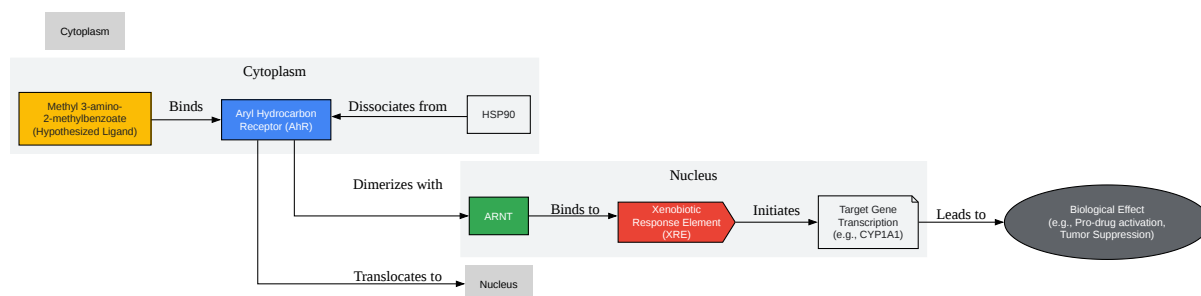 Cytoplasm
Cytoplasm
Methyl 3-amino-
2-methylbenzoate
(Hypothesized Ligand)
Binds
Aryl Hydrocarbon
Receptor (AhR)
Dissociates from
HSP90
Dimerizes with
Nucleus
ARNT
Binds to
Xenobiotic
Response Element
(XRE)
Initiates
Target Gene
Transcription
(e.g., CYP1A1)
Leads to
Biological Effect
(e.g., Pro-drug activation,
Tumor Suppression)
Translocates to
Nucleus